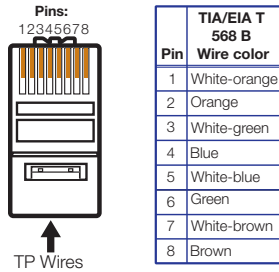 Pins:
12345678
TP Wires
TIA/EIA T
568 B
Pin Wire color
1 White-orange
2 Orange
3 White-green
4 Blue
5 White-blue
6 Green
7 White-brown
8 Brown